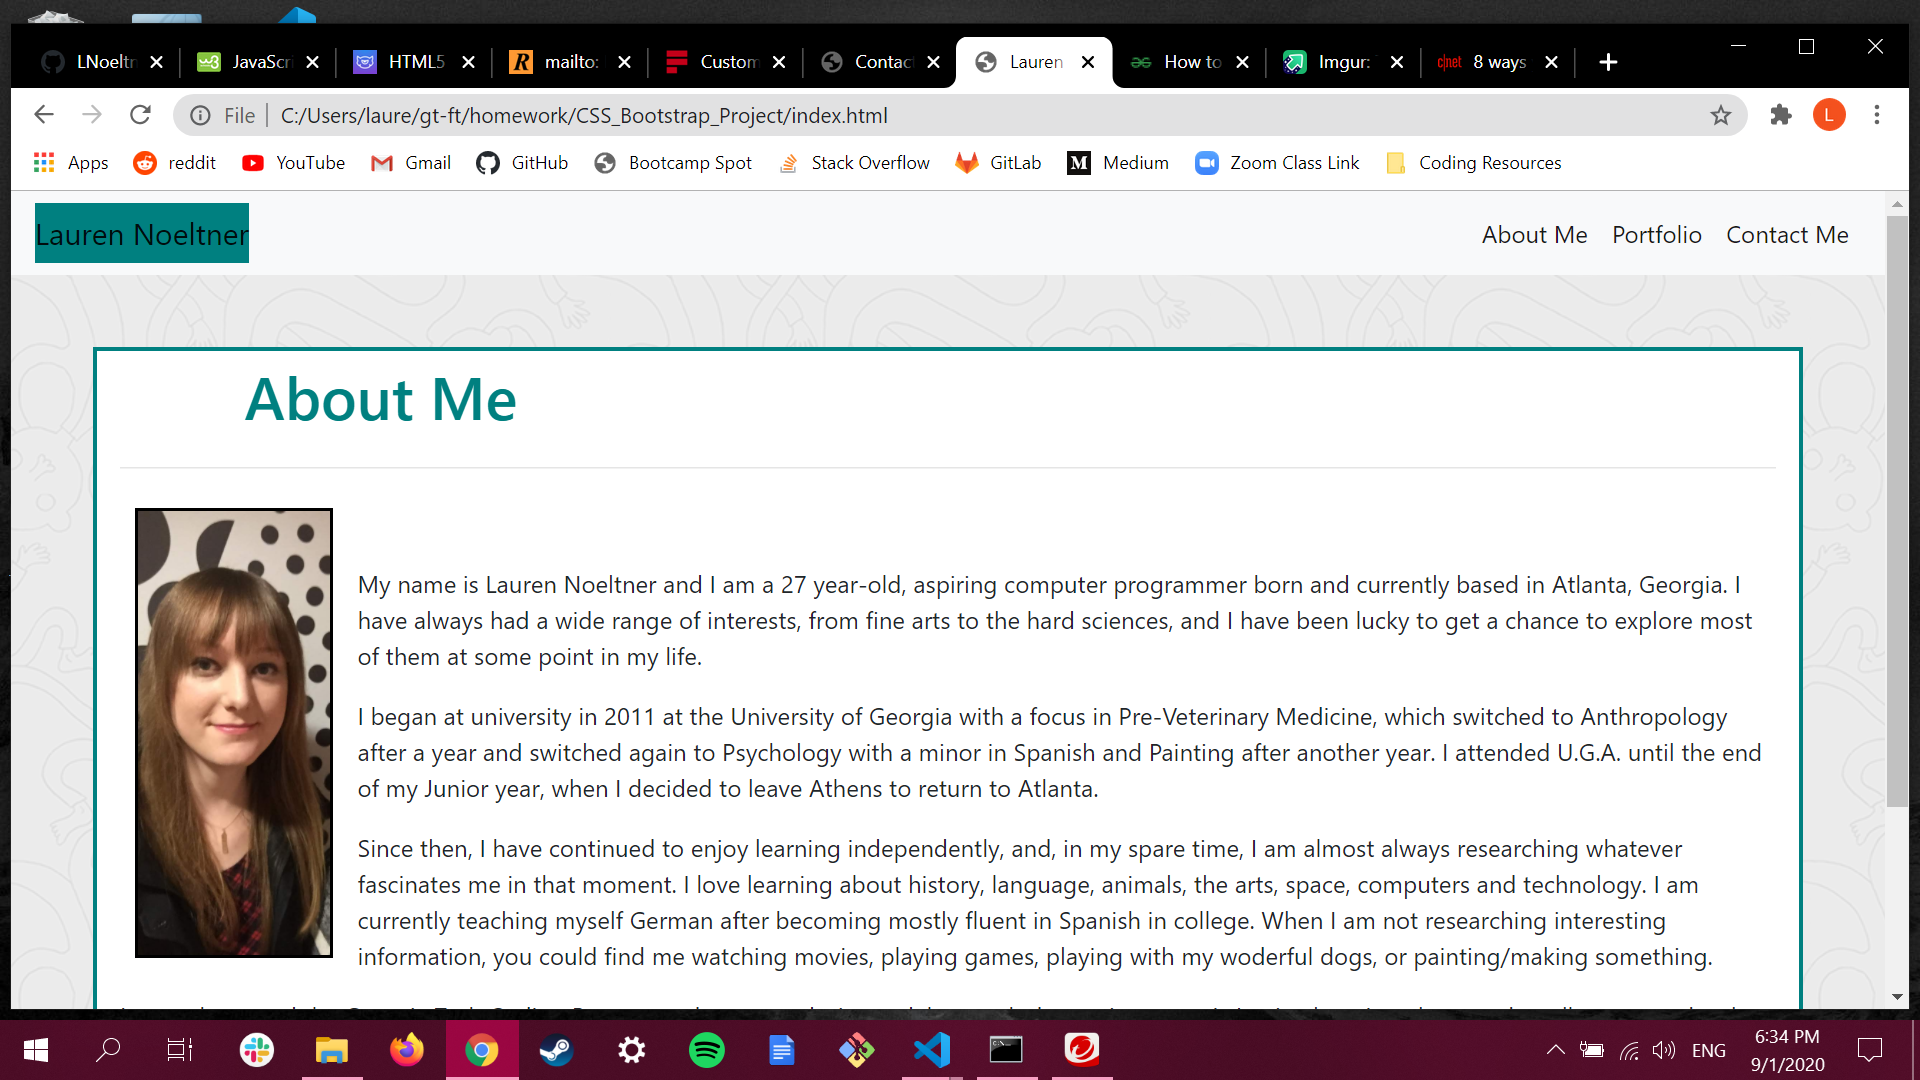 LNoeltn
JavaScri
HTML5
mailto:
Custom
Contact
Lauren
How to
Imgur:
8 ways
File
C:/Users/laure/gt-ft/homework/CSS_Bootstrap_Project/index.html
L
Apps
reddit
YouTube
Gmail
GitHub
Bootcamp Spot
Stack Overflow
GitLab
Medium
Zoom Class Link
Coding Resources
Lauren Noeltner
About Me
Portfolio
Contact Me
About Me
My name is Lauren Noeltner and I am a 27 year-old, aspiring computer programmer born and currently based in Atlanta, Georgia. I
have always had a wide range of interests, from fine arts to the hard sciences, and I have been lucky to get a chance to explore most
of them at some point in my life.
I began at university in 2011 at the University of Georgia with a focus in Pre-Veterinary Medicine, which switched to Anthropology
after a year and switched again to Psychology with a minor in Spanish and Painting after another year. I attended U.G.A. until the end
of my Junior year, when I decided to leave Athens to return to Atlanta.
Since then, I have continued to enjoy learning independently, and, in my spare time, I am almost always researching whatever
fascinates me in that moment. I love learning about history, language, animals, the arts, space, computers and technology. I am
currently teaching myself German after becoming mostly fluent in Spanish in college. When I am not researching interesting
information, you could find me watching movies, playing games, playing with my woderful dogs, or painting/making something.
ENG
6:34 PM
9/1/2020